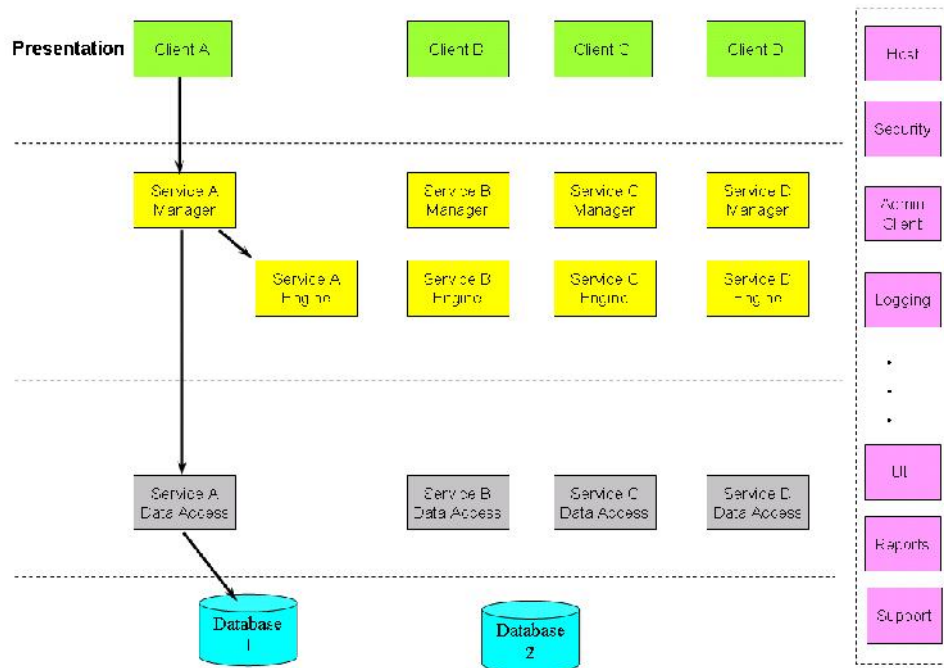 Presentation
Client A
Client B
Client C
Client D
Host
Security
Service A
Manager
Service B
Manager
Service C
Manager
Service D
Manager
Admin
Client
Service A
Engine
Service B
Engine
Service C
Engine
Service D
Engine
Logging
Service A
Data Access
Service B
Data Access
Service C
Data Access
Service D
Data Access
UI
Reports
Support
Database
1
Database
2